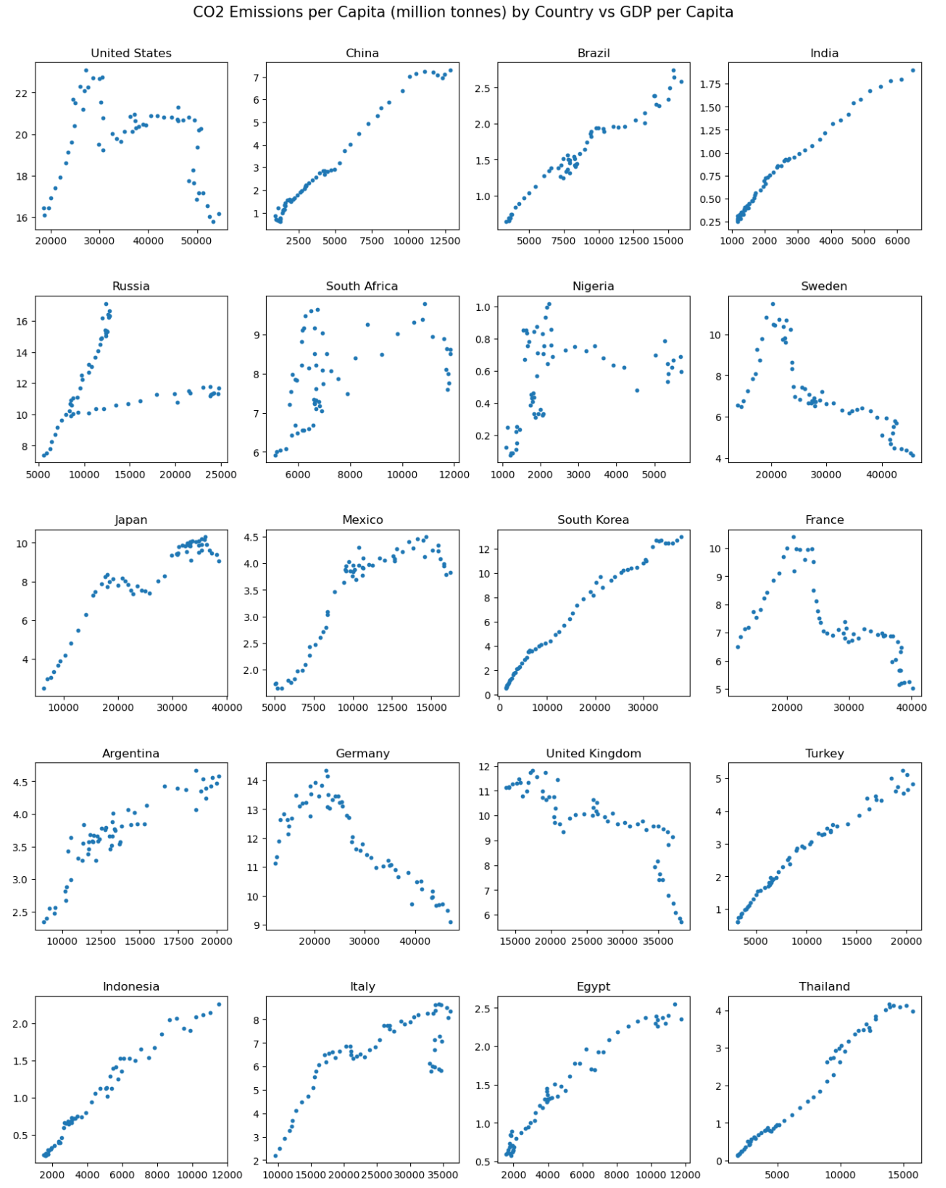 CO2 Emissions per Capita (million tonnes) by Country vs GDP per Capita
United States
22
20
18
16
20000 30000 40000 50000
China
7
6
5
4
3
2
1
2500 5000 7500 10000 12500
Brazil
2.5
2.0
1.5
1.0
5000 10000 15000
India
1.75
1.50
1.25
1.00
0.75
0.50
0.25
1000 2000 3000 4000 5000 6000
Russia
16
14
12
10
8
5000 10000 15000 20000 25000
South Africa
9
8
7
6
6000 8000 10000 12000
Nigeria
1.0
0.8
0.6
0.4
0.2
1000 2000 3000 4000 5000
Sweden
10
8
6
4
20000 30000 40000
Japan
10
8
6
4
10000 20000 30000 40000
Mexico
4.5
4.0
3.5
3.0
2.5
2.0
5000 7500 10000 12500 15000
South Korea
12
10
8
6
4
2
0
0 10000 20000 30000
France
10
9
8
7
6
5
20000 30000 40000
Argentina
4.5
4.0
3.5
3.0
2.5
10000 12500 15000 17500 20000
Germany
14
13
12
11
10
9
20000 30000 40000
United Kingdom
12
11
10
9
8
7
6
15000 20000 25000 30000 35000
Turkey
5
4
3
2
1
5000 10000 15000 20000
Indonesia
2.0
1.5
1.0
0.5
2000 4000 6000 8000 10000 12000
Italy
8
7
6
5
4
3
2
10000 15000 20000 25000 30000 35000
Egypt
2.5
2.0
1.5
1.0
0.5
2000 4000 6000 8000 10000 12000
Thailand
4
3
2
1
0
5000 10000 15000